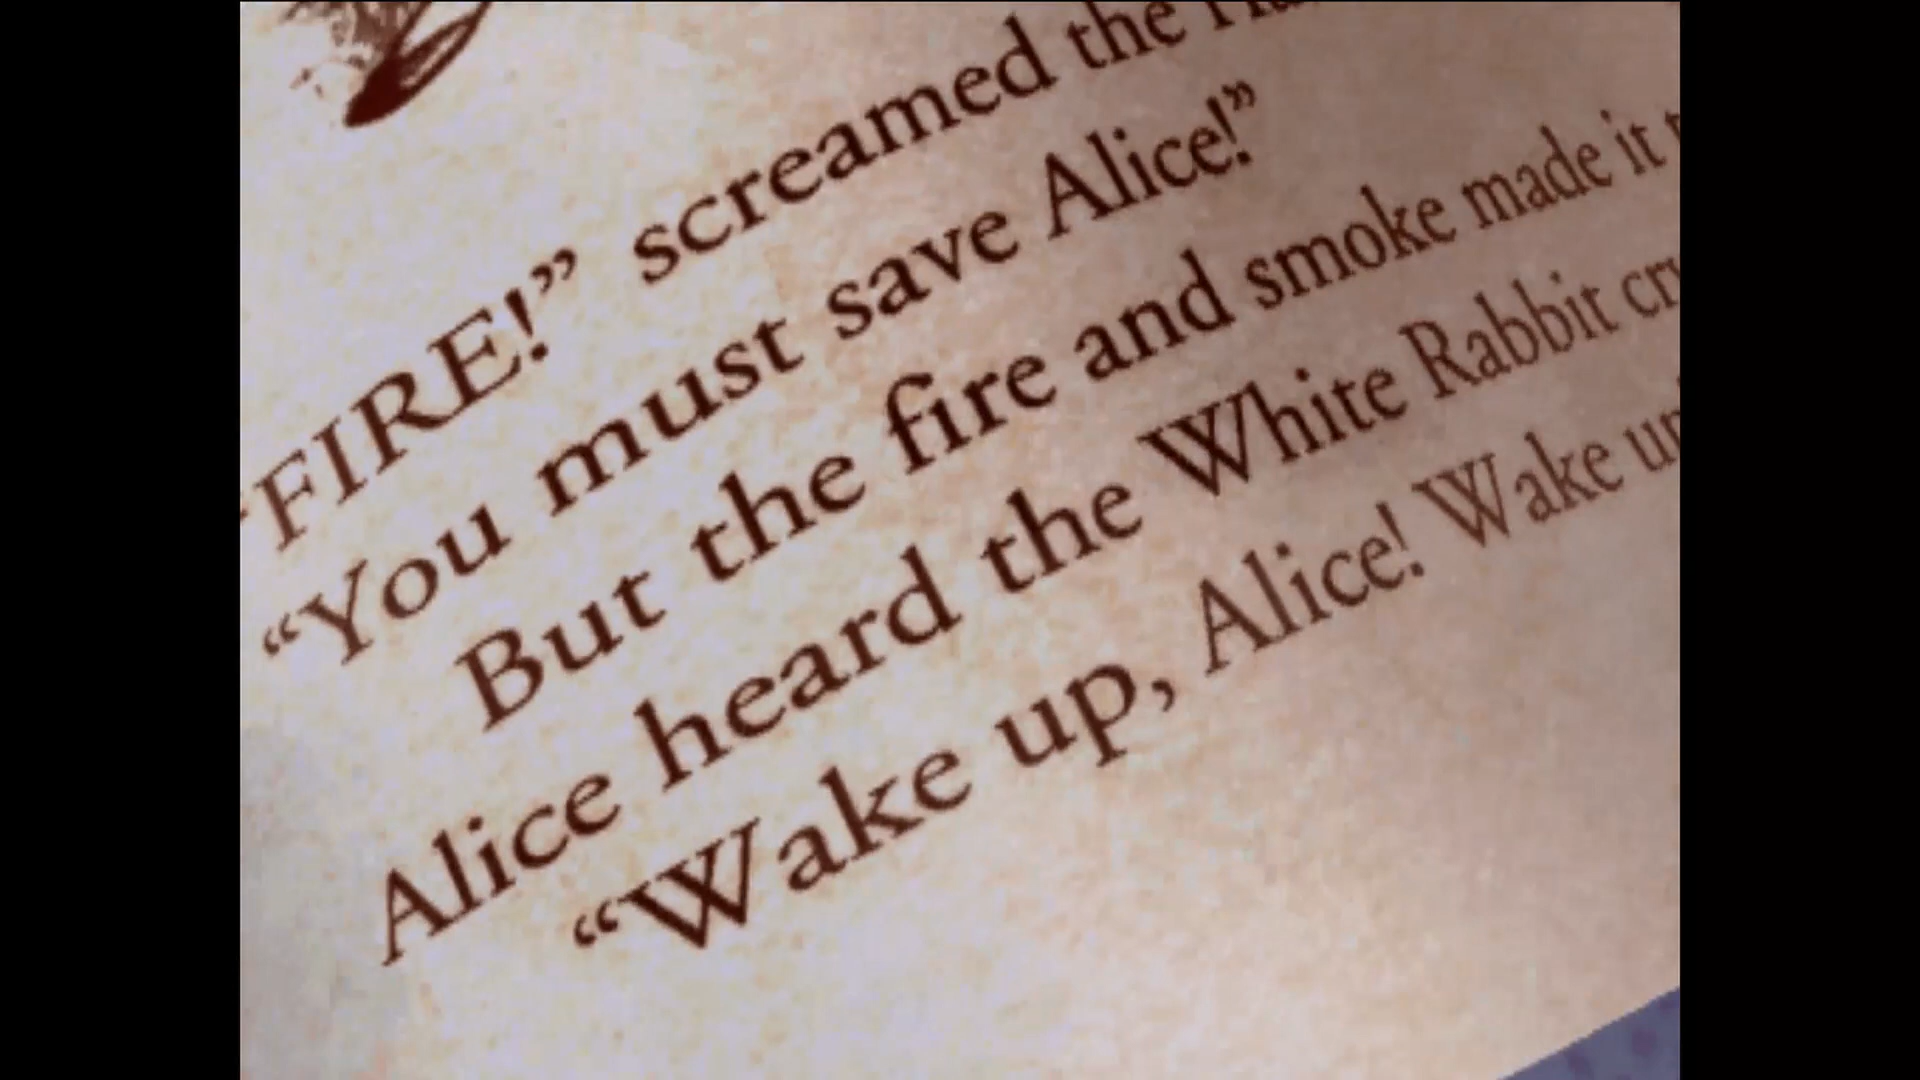 “FIRE!” screamed the
“You must save Alice!”
But the fire and smoke made it
Alice heard the White Rabbit
“Wake up, Alice! Wake up